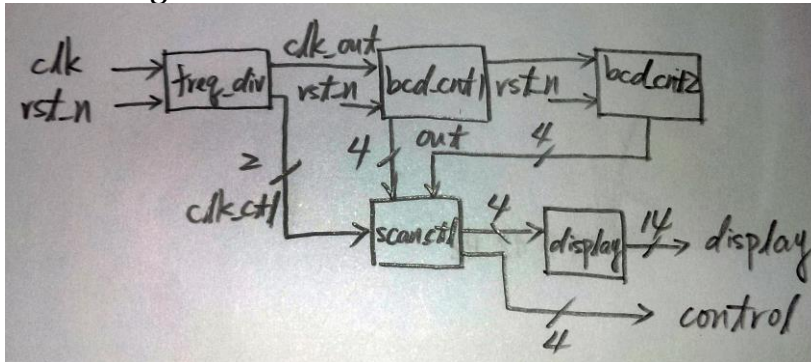 clk
rst_n
freq_div
clk_out
rst_n
bcd_cnt1
rst_n
bcd_cnt2
2
clk_ctl
4
out
4
scan_ctl
4
display
14
display
4
control